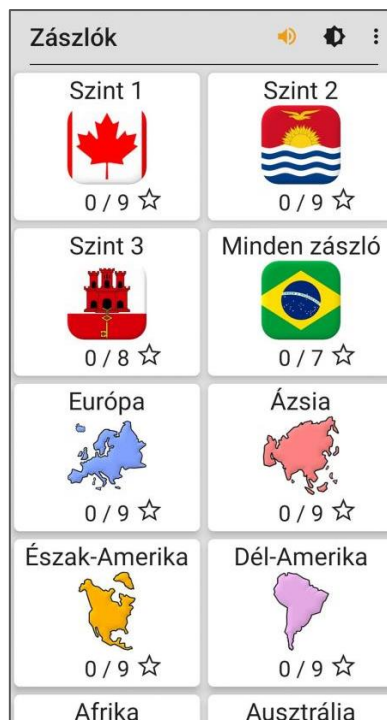 Zászlók
Szint 1
0 / 9
Szint 2
0 / 9
Szint 3
0 / 8
Minden zászló
0 / 7
Európa
0 / 9
Ázsia
0 / 9
Észak-Amerika
0 / 9
Dél-Amerika
0 / 9
Afrika
Ausztrália